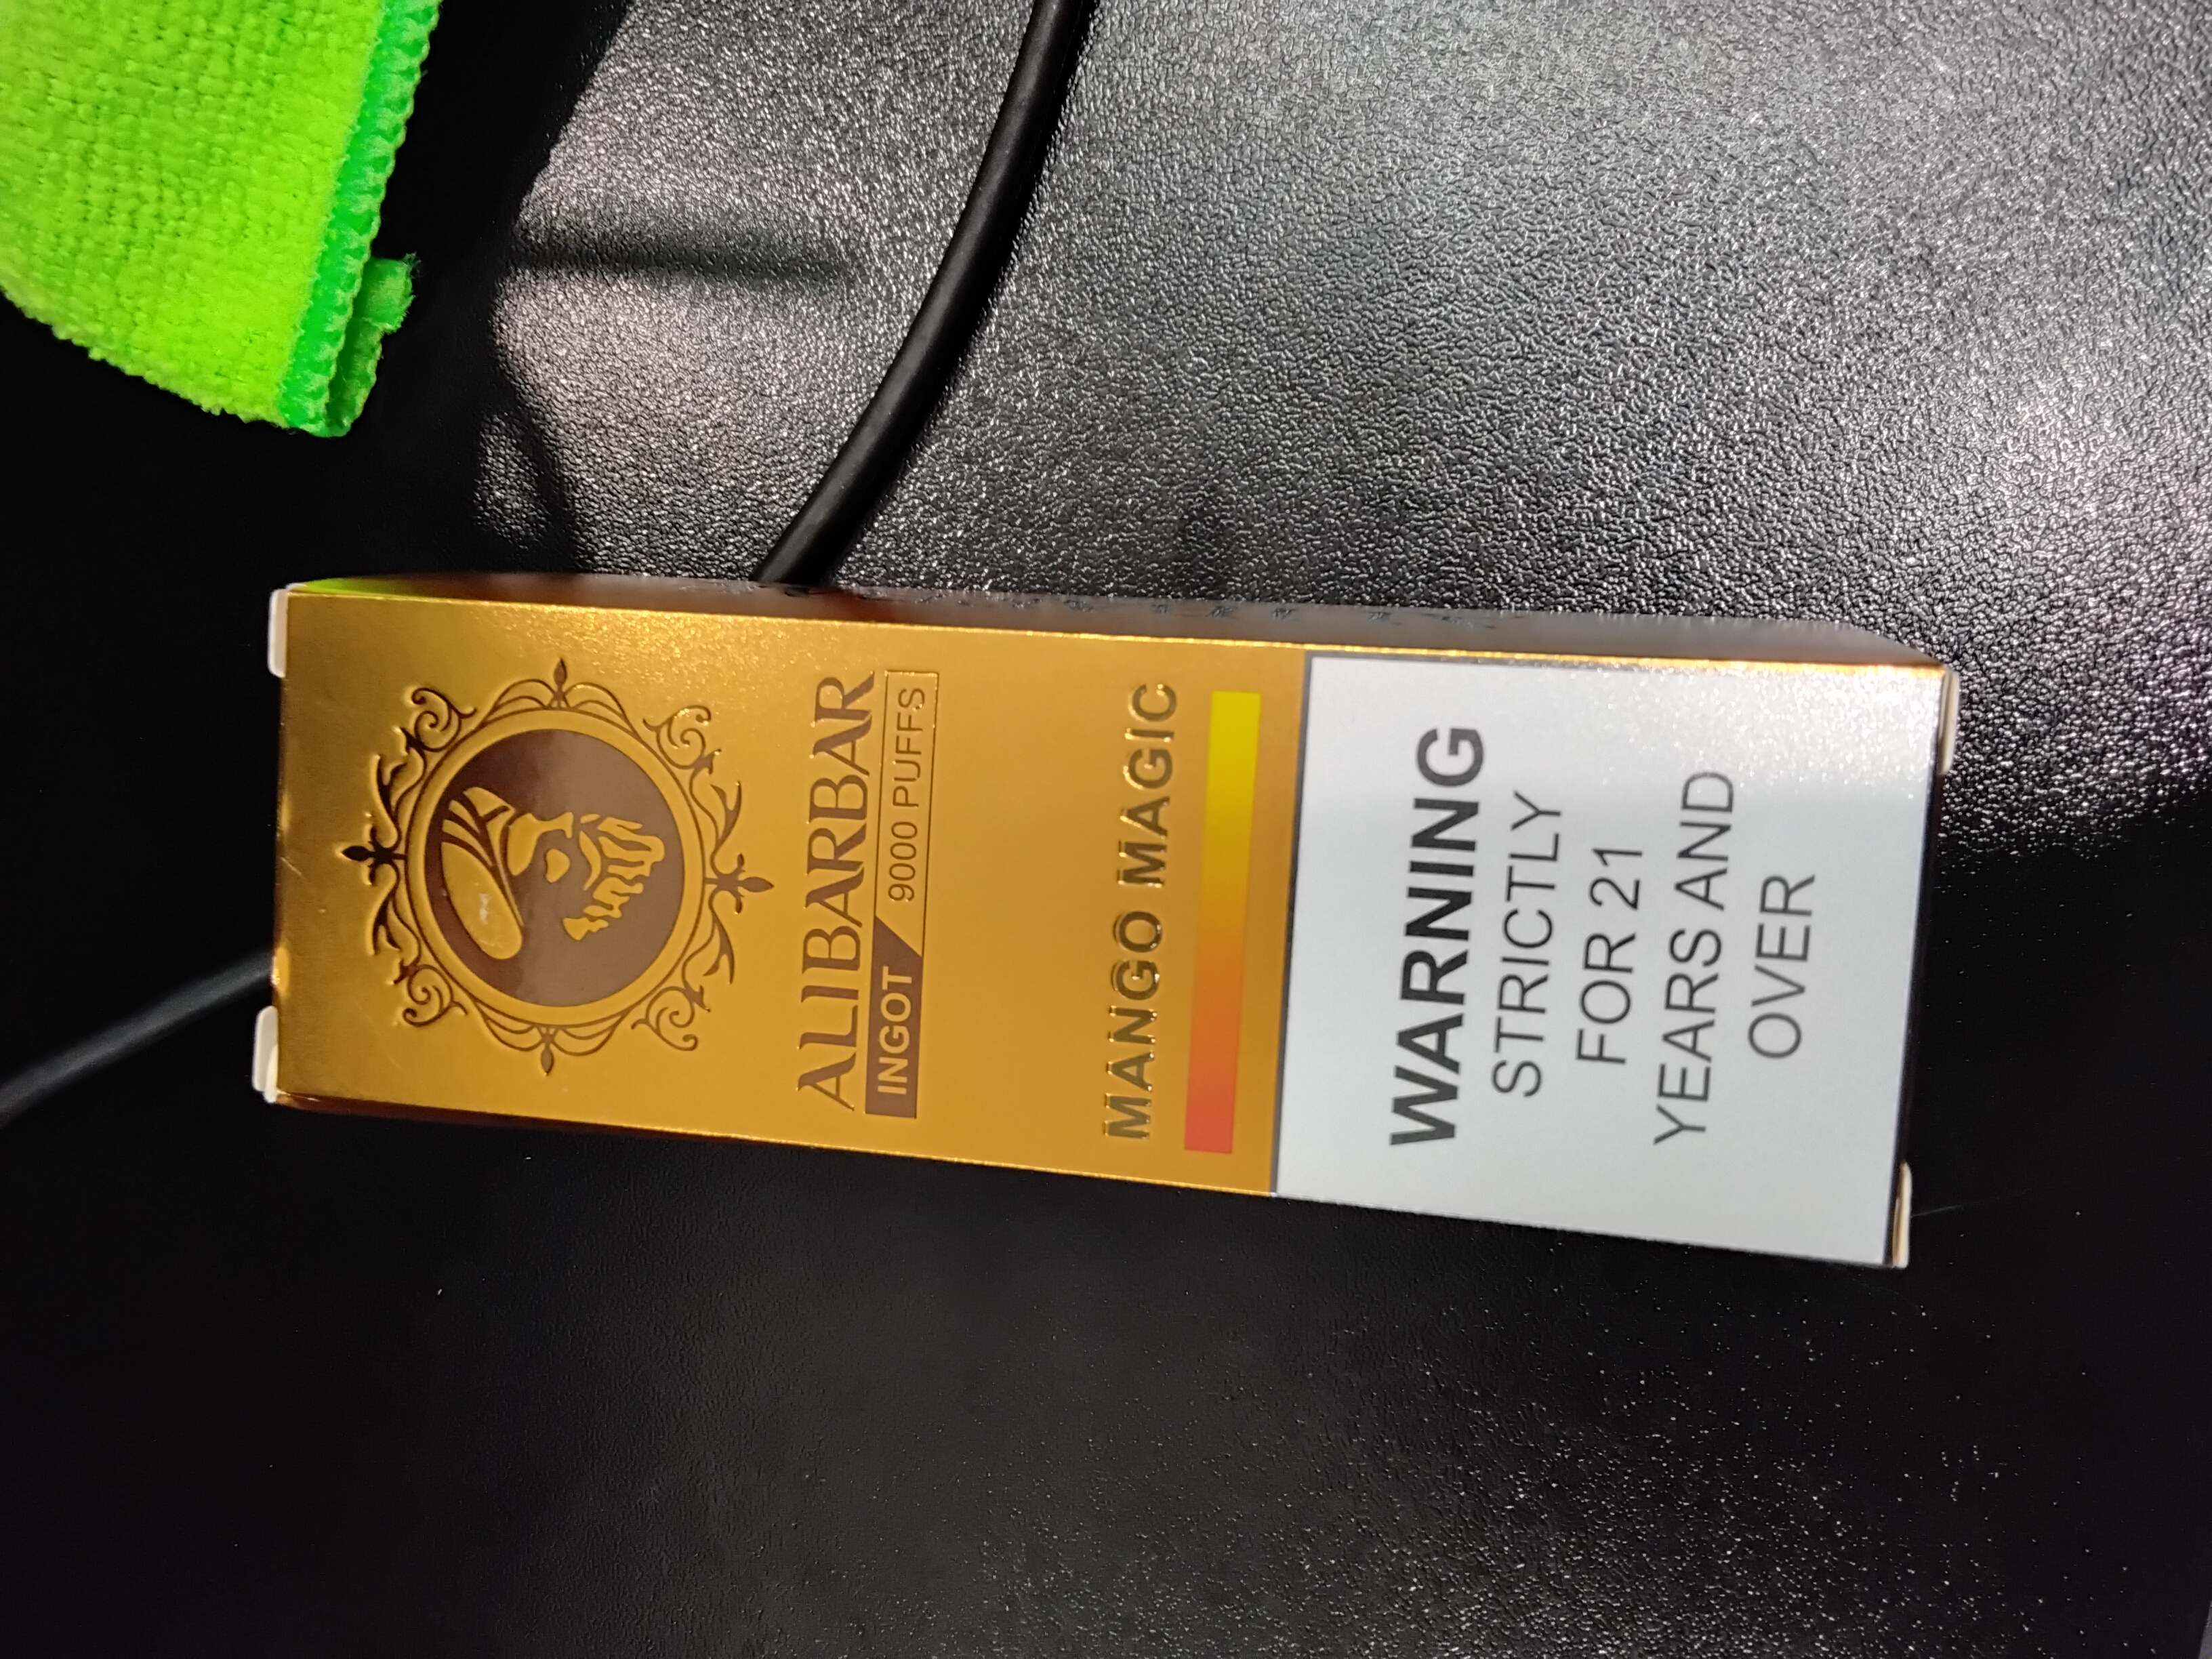 ALIBARBAR
INGOT 9000 PUFFS
MANGO MAGIC
WARNING
STRICTLY
FOR 21
YEARS AND
OVER